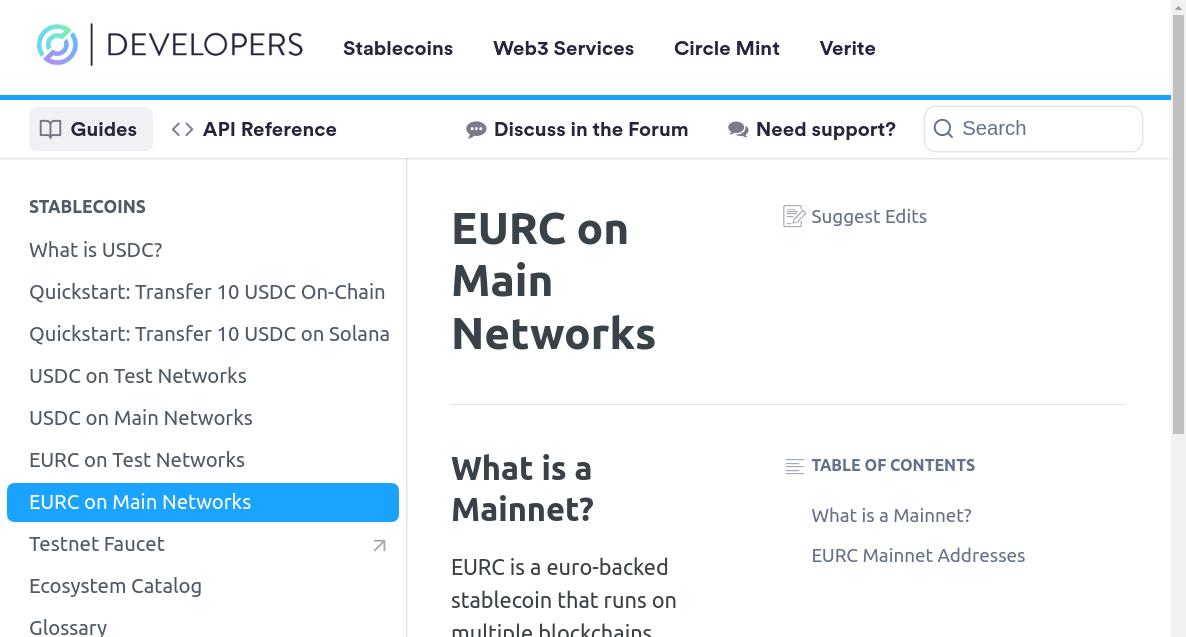 DEVELOPERS
Stablecoins
Web3 Services
Circle Mint
Verite
Guides
API Reference
Discuss in the Forum
Need support?
Search
STABLECOINS
What is USDC?
Quickstart: Transfer 10 USDC On-Chain
Quickstart: Transfer 10 USDC on Solana
USDC on Test Networks
USDC on Main Networks
EURC on Test Networks
EURC on Main Networks
Testnet Faucet
Ecosystem Catalog
Glossary
EURC on
Main
Networks
Suggest Edits
What is a
Mainnet?
EURC is a euro-backed
stablecoin that runs on
multiple blockchains
TABLE OF CONTENTS
What is a Mainnet?
EURC Mainnet Addresses